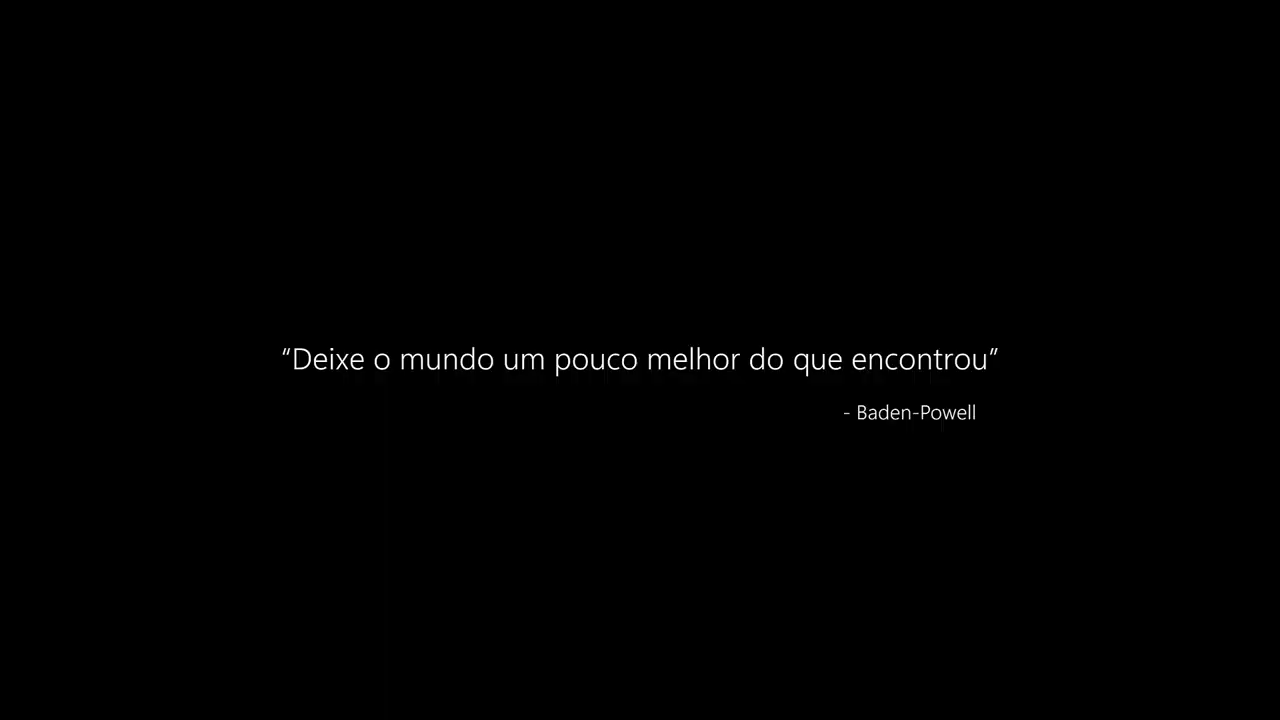 “Deixe o mundo um pouco melhor do que encontrou”
- Baden-Powell